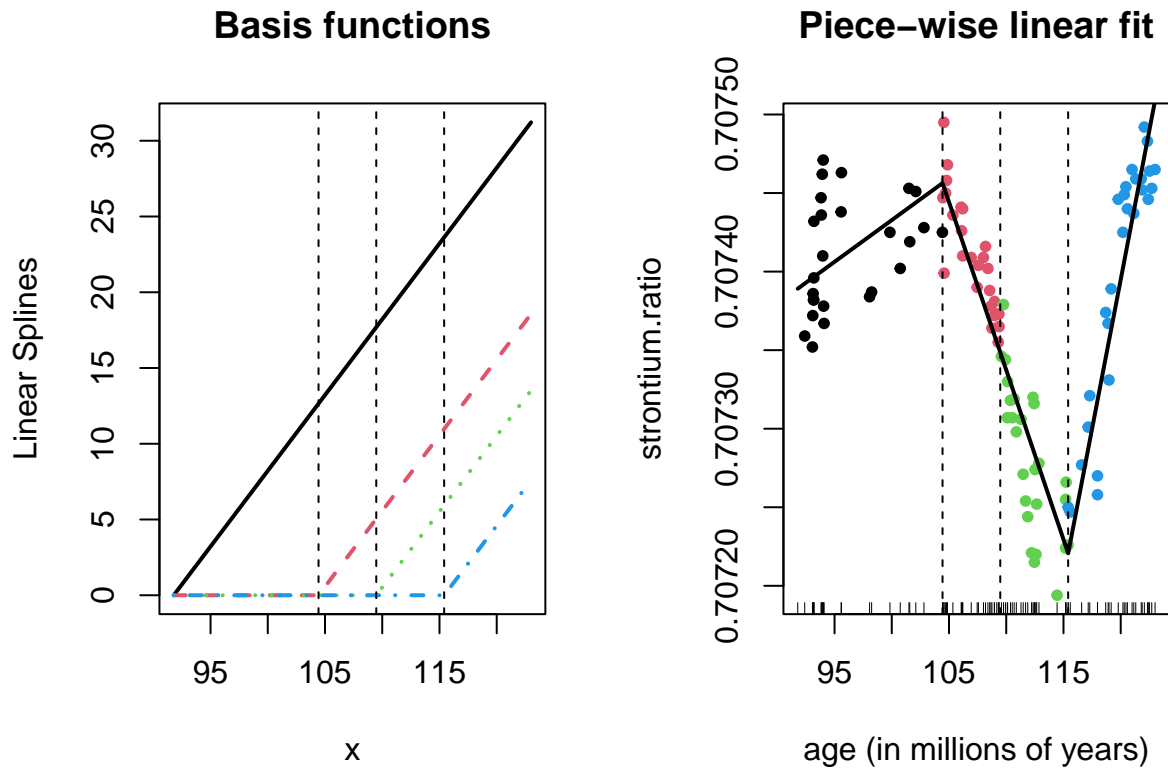 Basis functions
Linear Splines
30
25
20
15
10
5
0
95
105
115
x
Piece−wise linear fit
strontium.ratio
0.70750
0.70740
0.70730
0.70720
95
105
115
age (in millions of years)